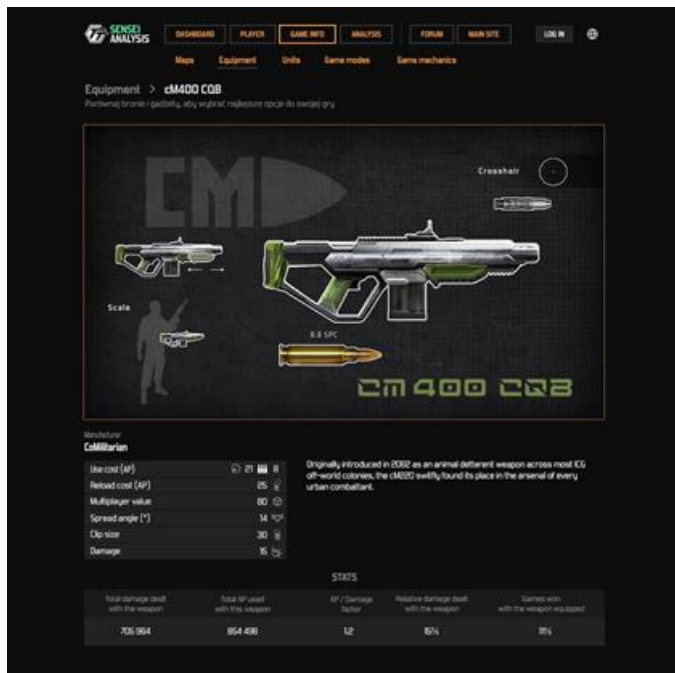 SENSEI
ANALYSIS
DASHBOARD PLAYER GAME INFO ANALYSIS FORUM MAIN SITE LOG IN
Maps Equipment Units Game modes Game mechanics
Equipment > cM400 CQB
Porównaj bronie i gadżety, aby wybrać najlepsze opcje do swojej gry
CM
Crosshair
Scale
6.8 SPC
CM 400 CQB
Manufacturer
CoMilitarian
Use cost (AP) 21 8
Reload cost (AP) 25
Multiplayer value 80
Spread angle (°) 14
Clip size 30
Damage 15
Originally introduced in 2082 as an animal detterent weapon across most ICG
off-world colonies, the cM220 swiftly found its place in the arsenal of every
urban combattant.
STATS
Total damage dealt
with the weapon
Total AP used
with this weapon
AP / Damage
factor
Relative damage dealt
with the weapon
Games won
with the weapon equipped
705 964 854 498 1.2 15% 11%